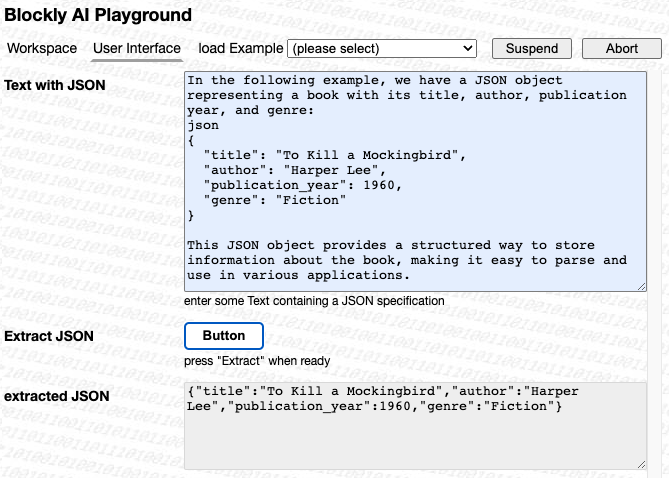 Blockly AI Playground
Workspace User Interface load Example (please select) Suspend Abort
Text with JSON
In the following example, we have a JSON object
representing a book with its title, author, publication
year, and genre:
json
{
  "title": "To Kill a Mockingbird",
  "author": "Harper Lee",
  "publication_year": 1960,
  "genre": "Fiction"
}

This JSON object provides a structured way to store
information about the book, making it easy to parse and
use in various applications.
enter some Text containing a JSON specification
Extract JSON
Button
press "Extract" when ready
extracted JSON
{"title":"To Kill a Mockingbird","author":"Harper
Lee","publication_year":1960,"genre":"Fiction"}